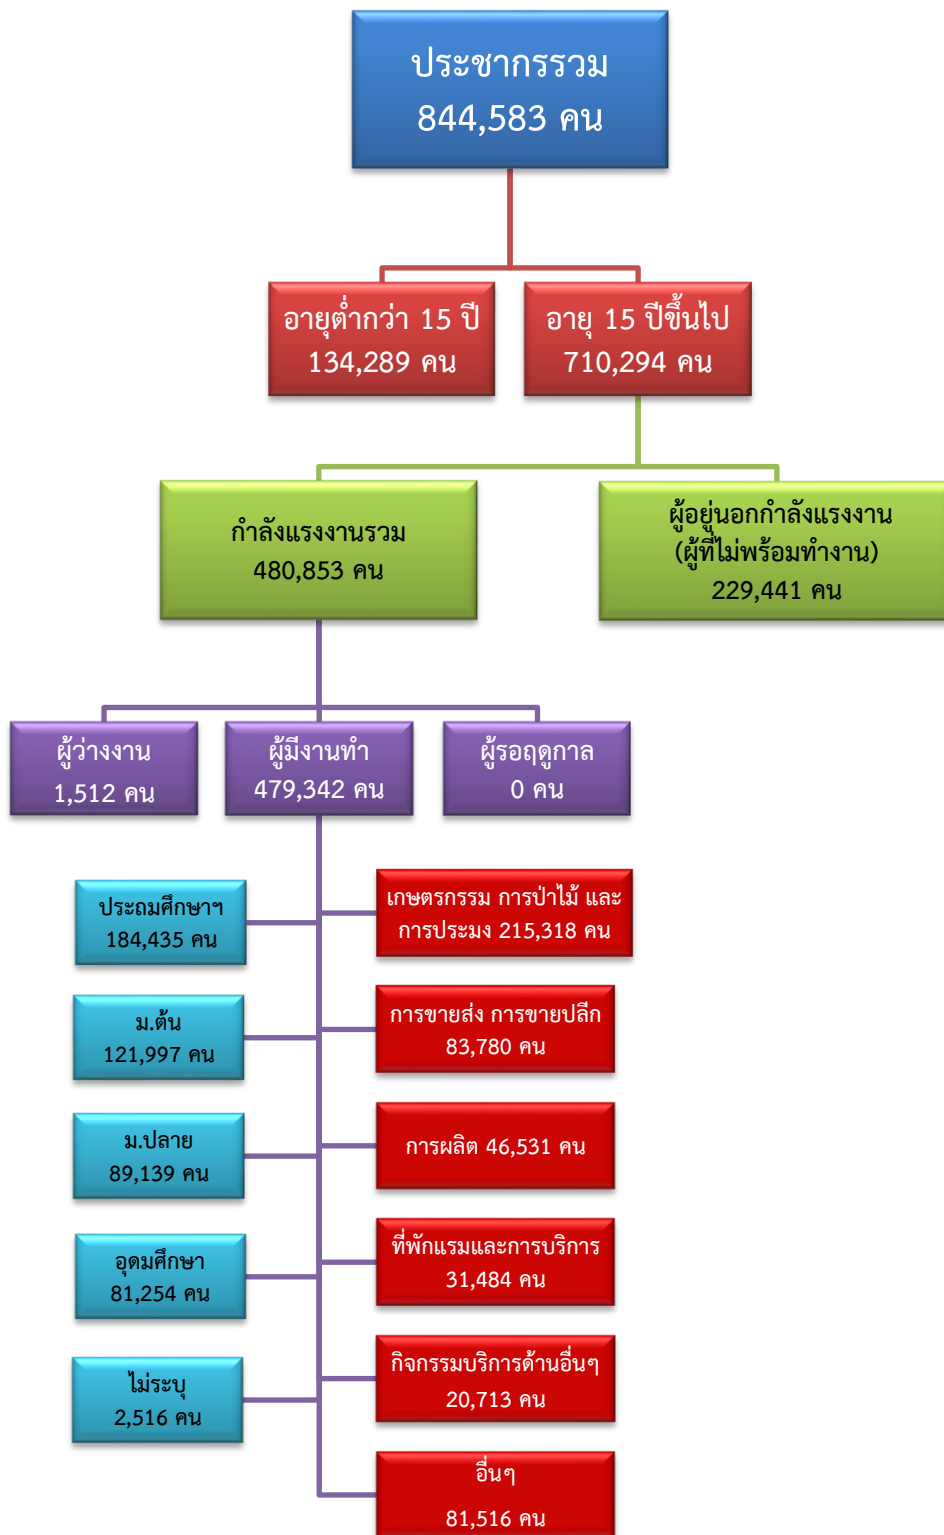 ประชากรรวม
844,583 คน
อายุต่ำกว่า 15 ปี
134,289 คน
อายุ 15 ปีขึ้นไป
710,294 คน
กำลังแรงงานรวม
480,853 คน
ผู้อยู่นอกกำลังแรงงาน
(ผู้ที่ไม่พร้อมทำงาน)
229,441 คน
ผู้ว่างงาน
1,512 คน
ผู้มีงานทำ
479,342 คน
ผู้รอฤดูกาล
0 คน
ประถมศึกษาฯ
184,435 คน
ม.ต้น
121,997 คน
ม.ปลาย
89,139 คน
อุดมศึกษา
81,254 คน
ไม่ระบุ
2,516 คน
เกษตรกรรม การป่าไม้ และ
การประมง 215,318 คน
การขายส่ง การขายปลีก
83,780 คน
การผลิต 46,531 คน
ที่พักแรมและการบริการ
31,484 คน
กิจกรรมบริการด้านอื่นๆ
20,713 คน
อื่นๆ
81,516 คน